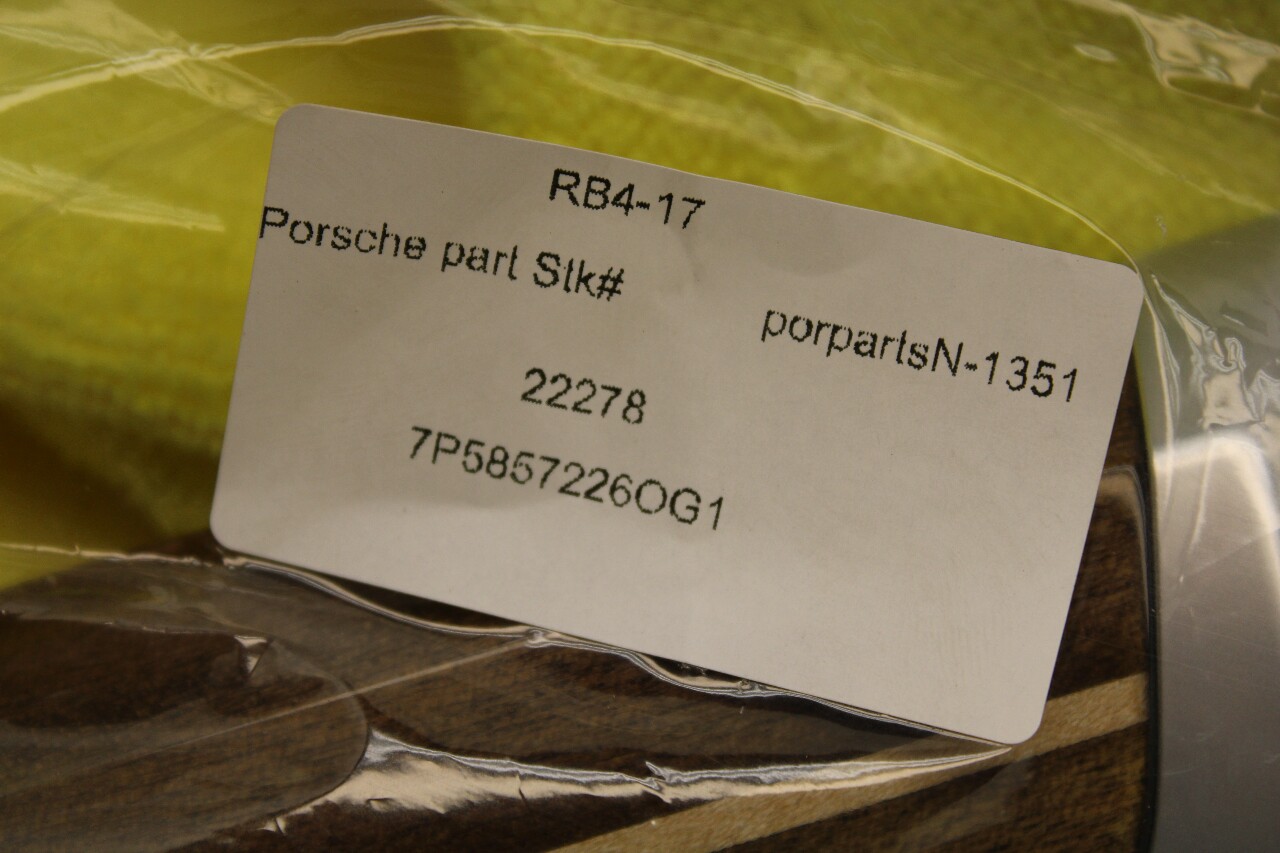 RB4-17
Porsche part Stk#
porpartsN-1351
22278
7P5857226OG1